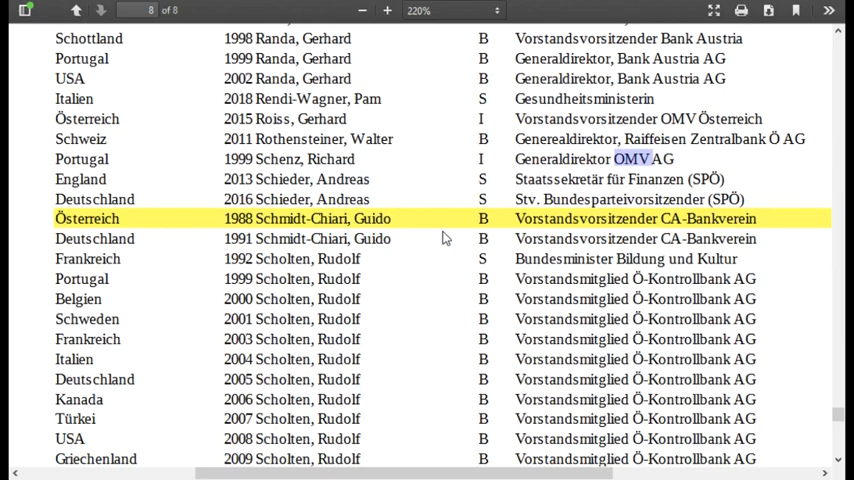 8 of 8 220%
Schottland 1998 Randa, Gerhard B Vorstandsvorsitzender Bank Austria
Portugal 1999 Randa, Gerhard B Generaldirektor, Bank Austria AG
USA 2002 Randa, Gerhard B Generaldirektor, Bank Austria AG
Italien 2018 Rendi-Wagner, Pam S Gesundheitsministerin
Österreich 2015 Roiss, Gerhard I Vorstandsvorsitzender OMV Österreich
Schweiz 2011 Rothensteiner, Walter B Generealdirektor, Raiffeisen Zentralbank Ö AG
Portugal 1999 Schenz, Richard I Generaldirektor OMV AG
England 2013 Schieder, Andreas S Staatssekretär für Finanzen (SPÖ)
Deutschland 2016 Schieder, Andreas S Stv. Bundesparteivorsitzender (SPÖ)
Österreich 1988 Schmidt-Chiari, Guido B Vorstandsvorsitzender CA-Bankverein
Deutschland 1991 Schmidt-Chiari, Guido B Vorstandsvorsitzender CA-Bankverein
Frankreich 1992 Scholten, Rudolf S Bundesminister Bildung und Kultur
Portugal 1999 Scholten, Rudolf B Vorstandsmitglied Ö-Kontrollbank AG
Belgien 2000 Scholten, Rudolf B Vorstandsmitglied Ö-Kontrollbank AG
Schweden 2001 Scholten, Rudolf B Vorstandsmitglied Ö-Kontrollbank AG
Frankreich 2003 Scholten, Rudolf B Vorstandsmitglied Ö-Kontrollbank AG
Italien 2004 Scholten, Rudolf B Vorstandsmitglied Ö-Kontrollbank AG
Deutschland 2005 Scholten, Rudolf B Vorstandsmitglied Ö-Kontrollbank AG
Kanada 2006 Scholten, Rudolf B Vorstandsmitglied Ö-Kontrollbank AG
Türkei 2007 Scholten, Rudolf B Vorstandsmitglied Ö-Kontrollbank AG
USA 2008 Scholten, Rudolf B Vorstandsmitglied Ö-Kontrollbank AG
Griechenland 2009 Scholten, Rudolf B Vorstandsmitglied Ö-Kontrollbank AG